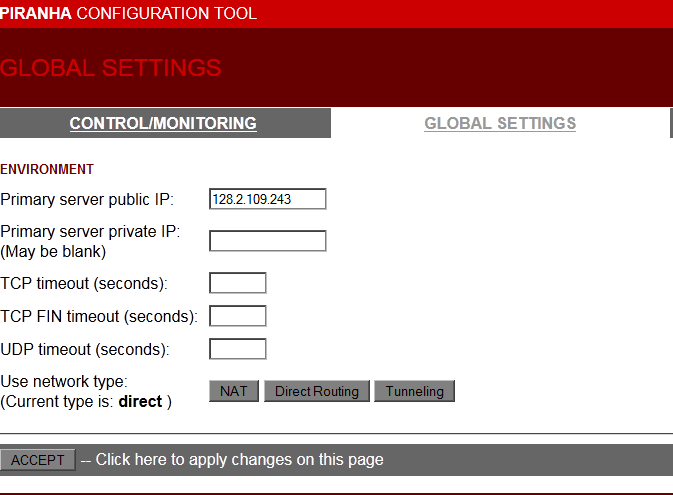 PIRANHA CONFIGURATION TOOL
GLOBAL SETTINGS
CONTROL/MONITORING GLOBAL SETTINGS
ENVIRONMENT
Primary server public IP: 128.2.109.243
Primary server private IP:
(May be blank)
TCP timeout (seconds):
TCP FIN timeout (seconds):
UDP timeout (seconds):
Use network type:
(Current type is: direct )
NAT Direct Routing Tunneling
ACCEPT -- Click here to apply changes on this page